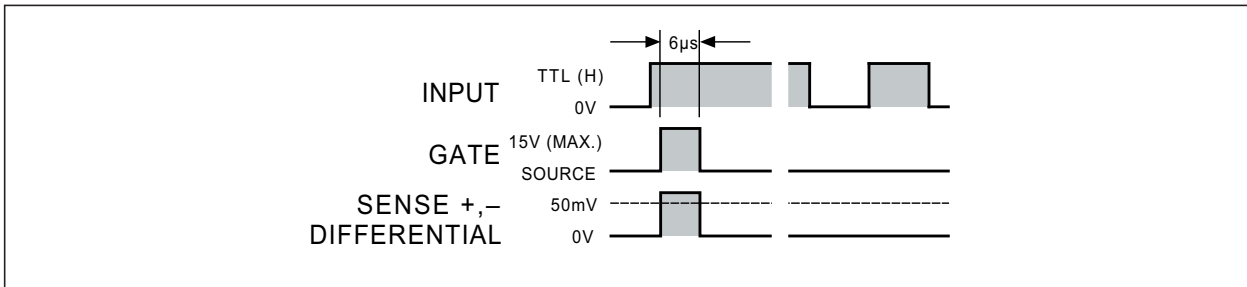 6µs
INPUT
TTL (H)
0V
GATE
15V (MAX.)
SOURCE
SENSE +,–
DIFFERENTIAL
50mV
0V